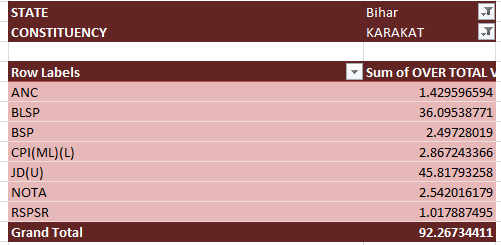 STATE Bihar
CONSTITUENCY KARAKAT
Row Labels Sum of OVER TOTAL V
ANC 1.429596594
BLSP 36.09538771
BSP 2.49728019
CPI(ML)(L) 2.867243366
JD(U) 45.81793258
NOTA 2.542016179
RSPSR 1.017887495
Grand Total 92.26734411